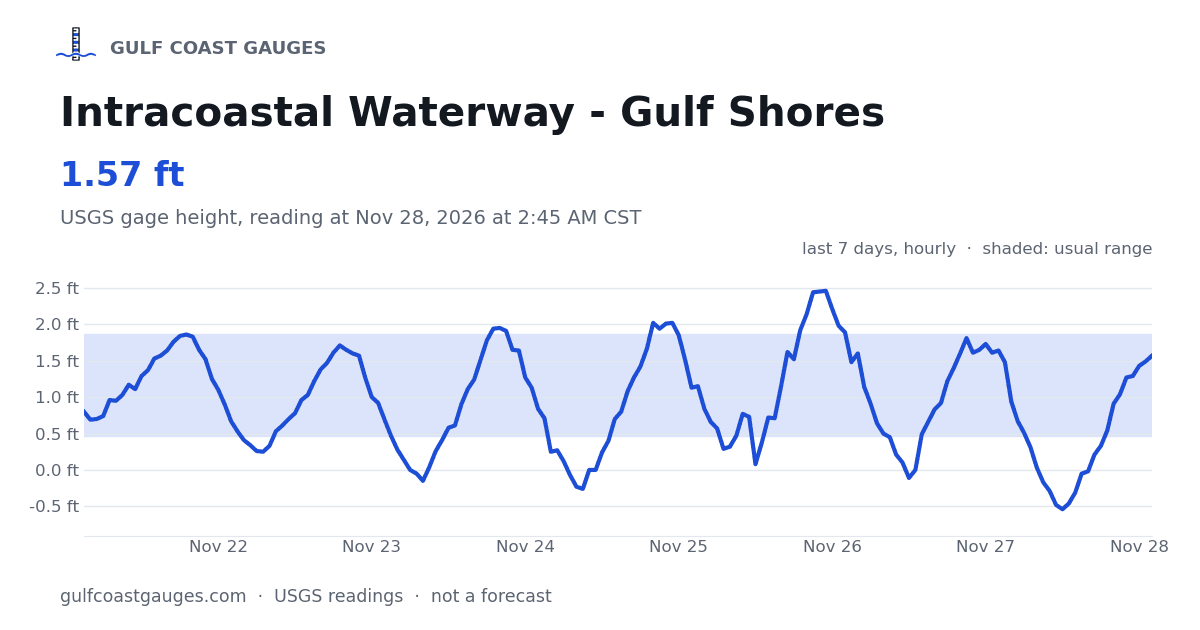 GULF COAST GAUGES
Intracoastal Waterway - Gulf Shores
1.57 ft
USGS gage height, reading at Nov 28, 2026 at 2:45 AM CST
last 7 days, hourly · shaded: usual range
2.5 ft
2.0 ft
1.5 ft
1.0 ft
0.5 ft
0.0 ft
-0.5 ft
Nov 22 Nov 23 Nov 24 Nov 25 Nov 26 Nov 27 Nov 28
gulfcoastgauges.com · USGS readings · not a forecast